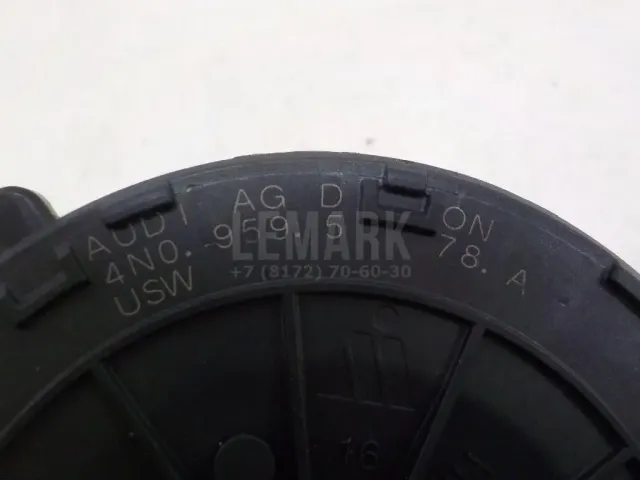 AUDI AG D ON
4N0. 959. 5 78. A
USW
LEMARK
+7 (8172) 70-60-30
16